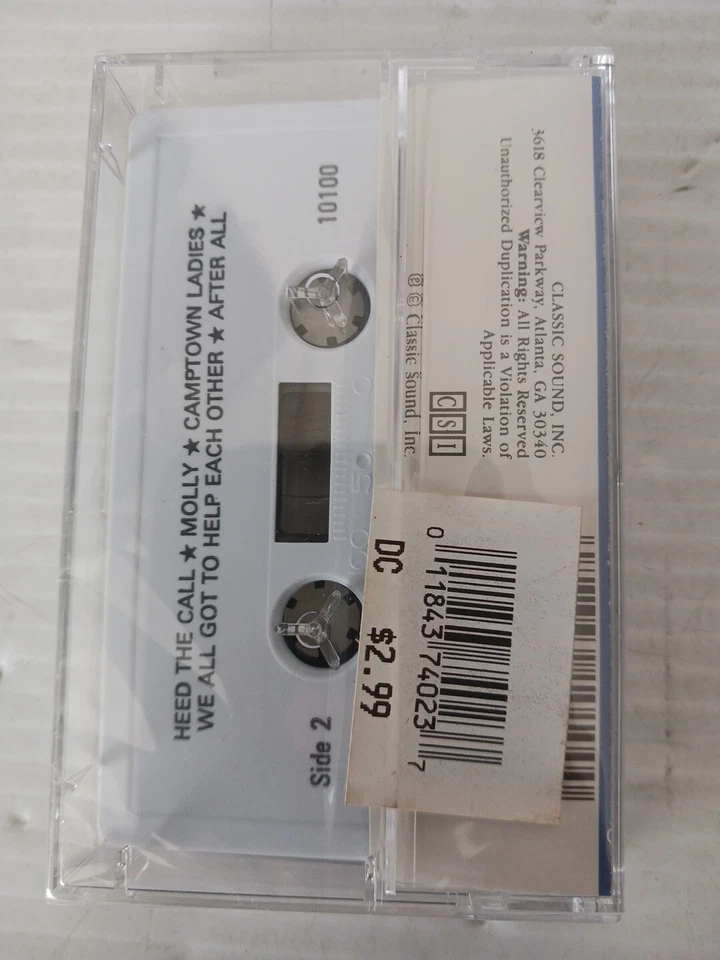 HEED THE CALL ★ MOLLY ★ CAMPTOWN LADIES ★
WE ALL GOT TO HELP EACH OTHER ★ AFTER ALL
Side 2
10100
CLASSIC SOUND, INC.
3618 Clearview Parkway, Atlanta, GA 30340
Warning: All Rights Reserved
Unauthorized Duplication is a Violation of
Applicable Laws.
CSI
℗ © Classic Sound, Inc.
0 11843 74023 7
DC $2.99